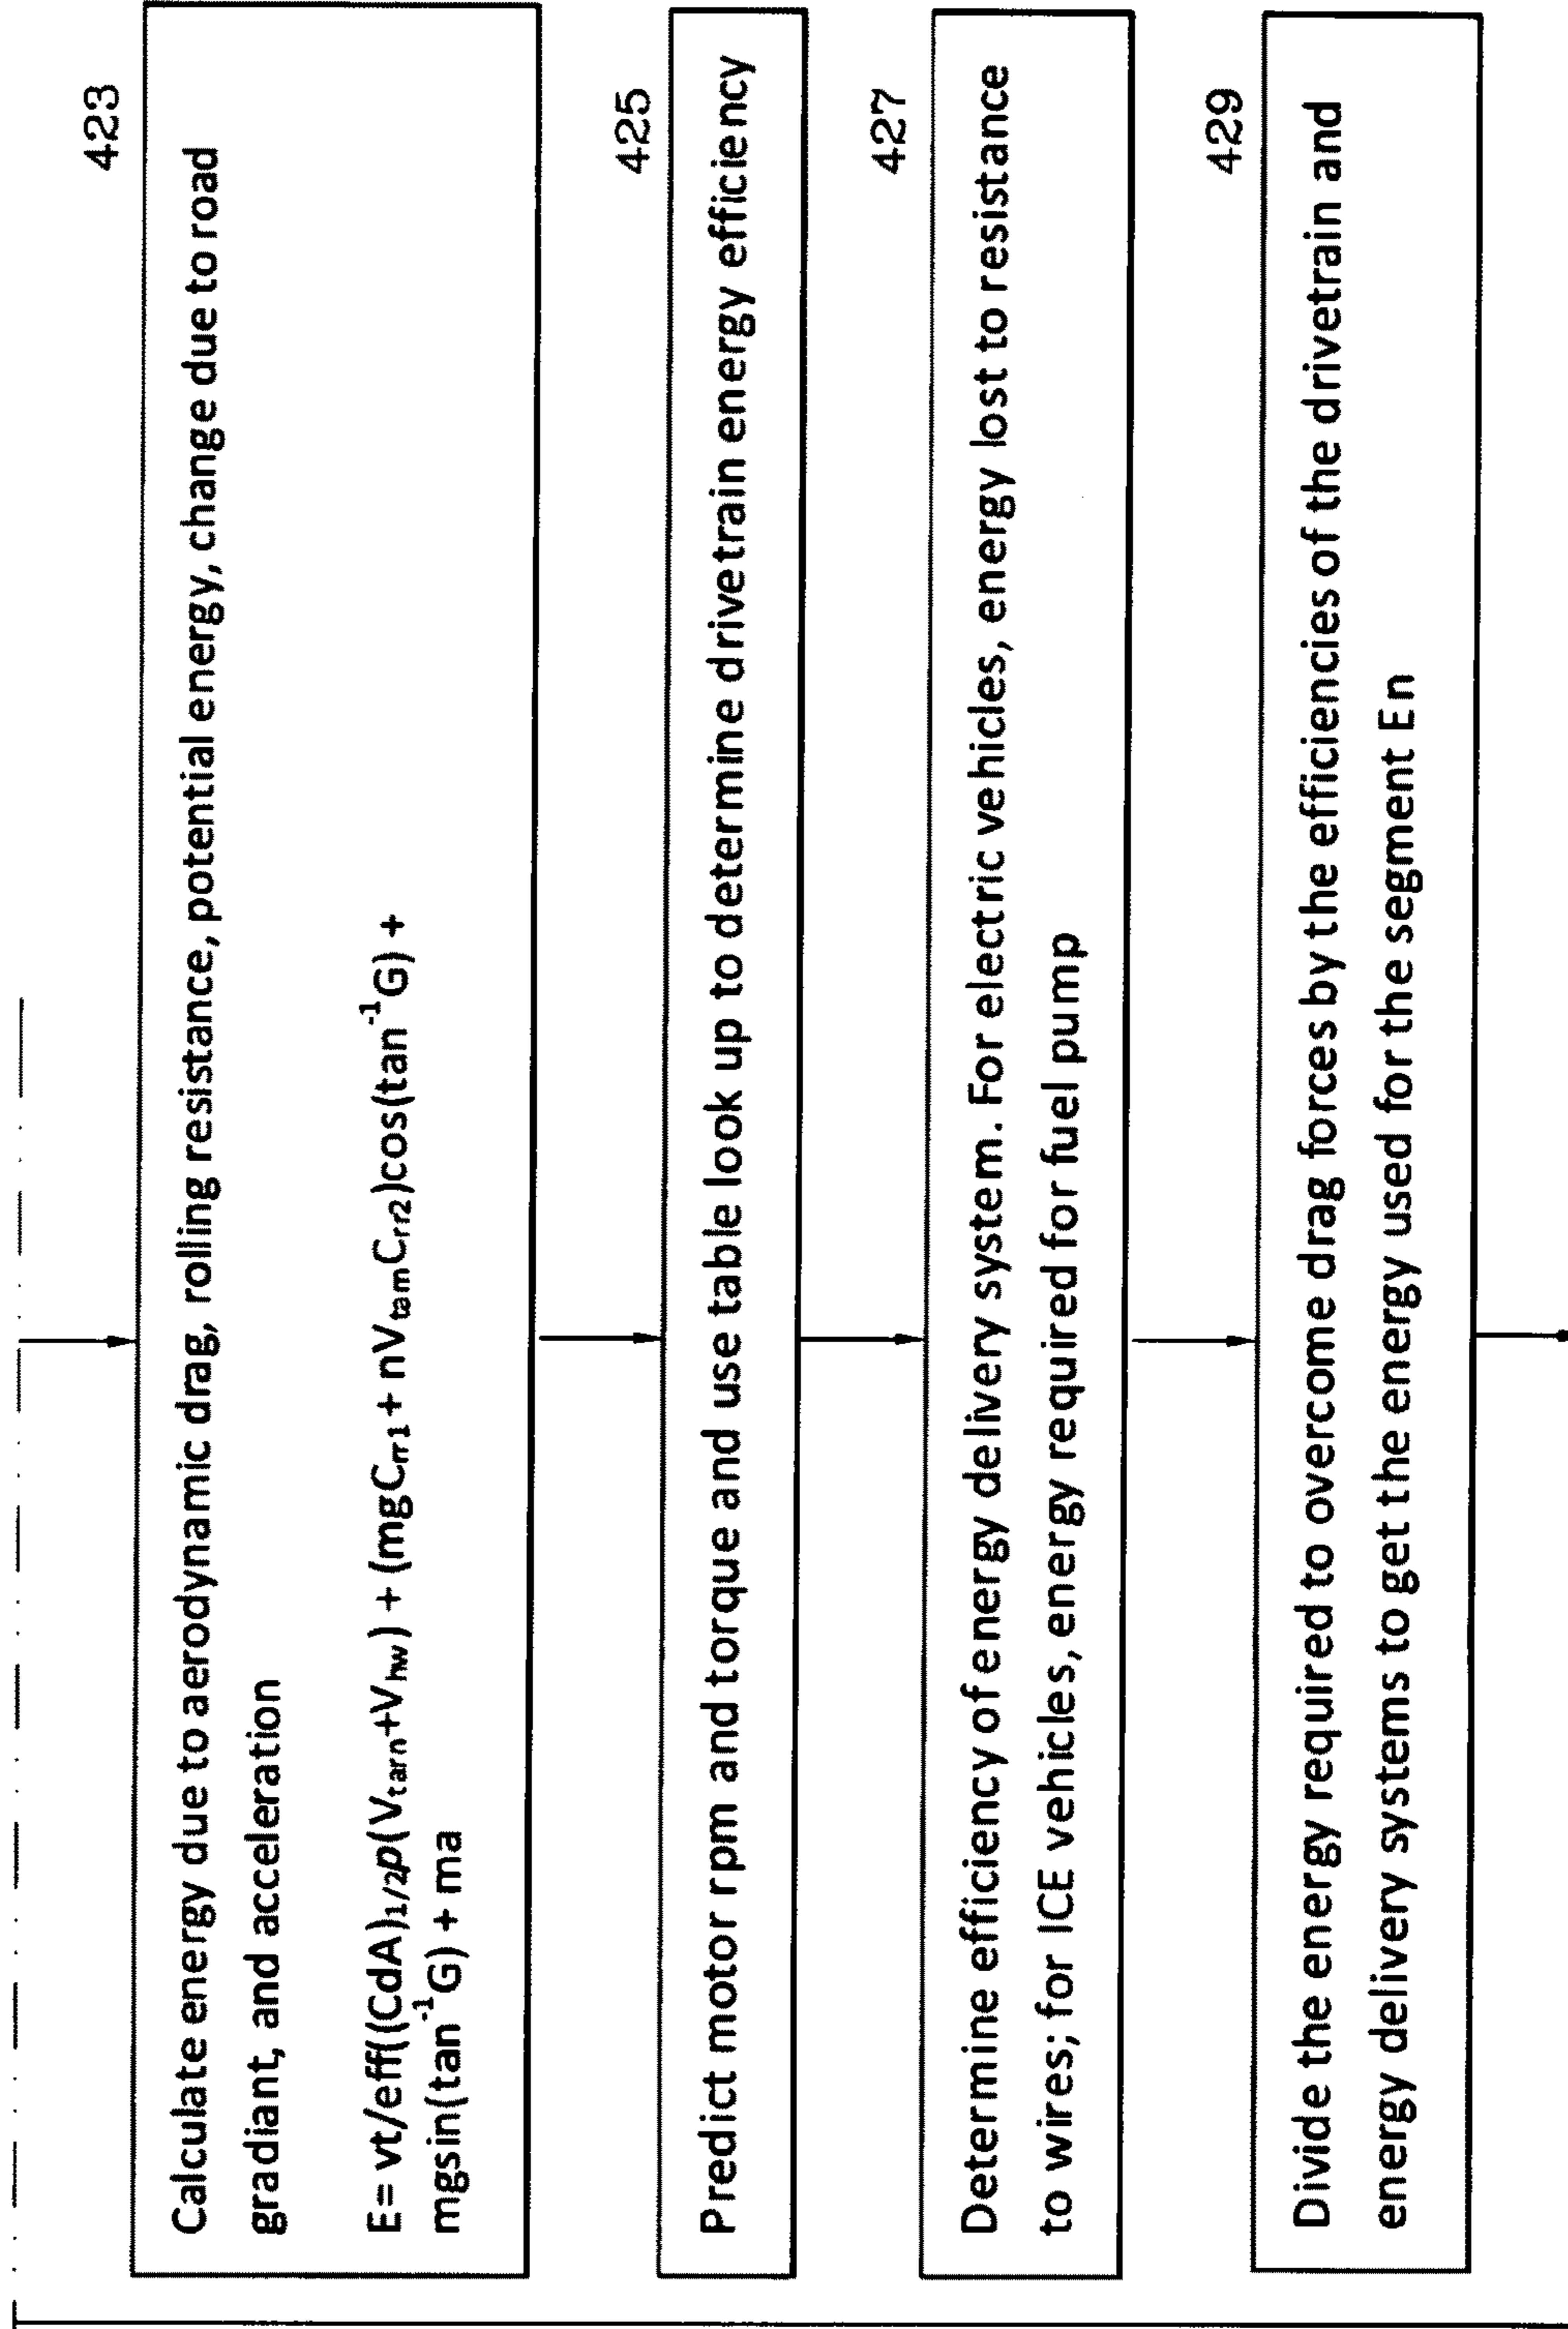 423
Calculate energy due to aerodynamic drag, rolling resistance, potential energy, change due to road
gradiant, and acceleration
E= vt/eff((CdA)1/2p(Vtarn+Vhw) + (mgCrr1 + nVtamCrr2)cos(tan⁻¹G) +
mgsin(tan⁻¹G) + ma
425
Predict motor rpm and torque and use table look up to determine drivetrain energy efficiency
427
Determine efficiency of energy delivery system. For electric vehicles, energy lost to resistance
to wires; for ICE vehicles, energy required for fuel pump
429
Divide the energy required to overcome drag forces by the efficiencies of the drivetrain and
energy delivery systems to get the energy used for the segment En